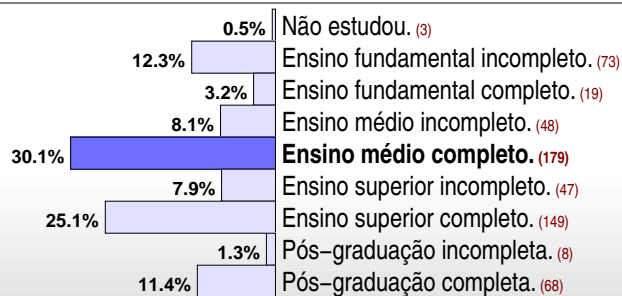 0.5% Não estudou. (3)
12.3% Ensino fundamental incompleto. (73)
3.2% Ensino fundamental completo. (19)
8.1% Ensino médio incompleto. (48)
30.1% Ensino médio completo. (179)
7.9% Ensino superior incompleto. (47)
25.1% Ensino superior completo. (149)
1.3% Pós−graduação incompleta. (8)
11.4% Pós−graduação completa. (68)